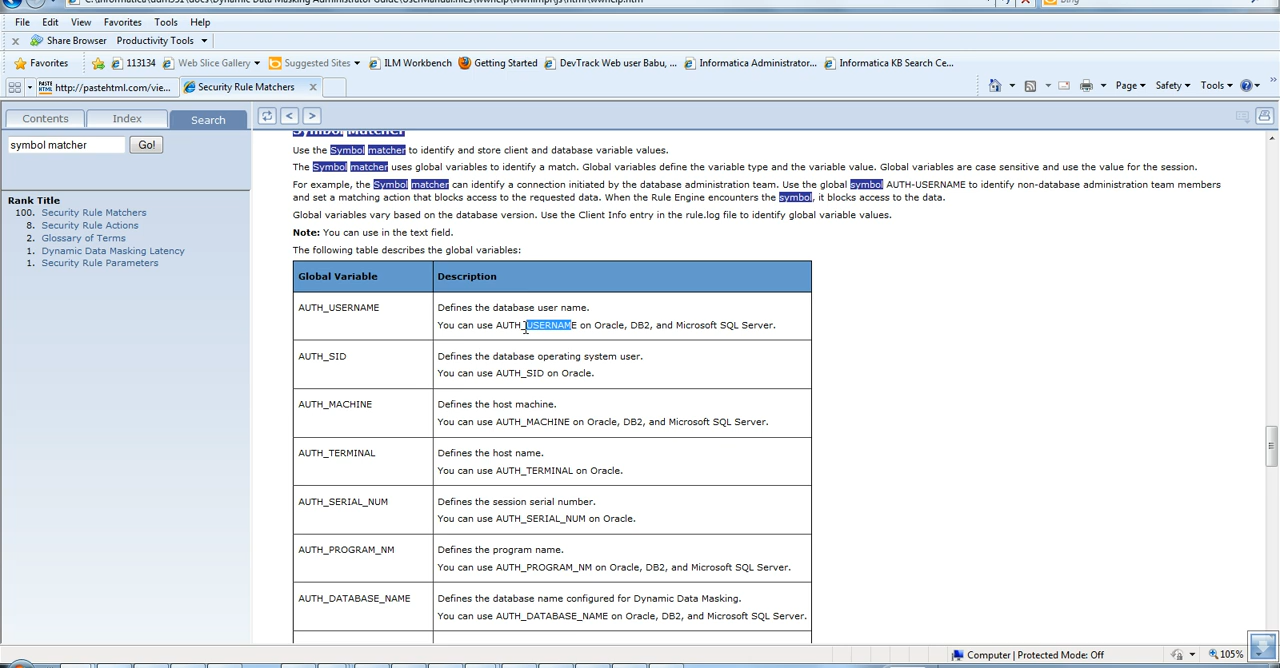 File Edit View Favorites Tools Help
x Share Browser Productivity Tools
Favorites 113134 Web Slice Gallery Suggested Sites ILM Workbench Getting Started DevTrack Web user Babu, ... Informatica Administrator... Informatica KB Search Ce...
http://pastehtml.com/vie... Security Rule Matchers x Page Safety Tools
Contents Index Search
symbol matcher Go!
Rank Title
100. Security Rule Matchers
8. Security Rule Actions
2. Glossary of Terms
1. Dynamic Data Masking Latency
1. Security Rule Parameters
Symbol Matcher
Use the Symbol matcher to identify and store client and database variable values.
The Symbol matcher uses global variables to identify a match. Global variables define the variable type and the variable value. Global variables are case sensitive and use the value for the session.
For example, the Symbol matcher can identify a connection initiated by the database administration team. Use the global symbol AUTH-USERNAME to identify non-database administration team members
and set a matching action that blocks access to the requested data. When the Rule Engine encounters the symbol, it blocks access to the data.
Global variables vary based on the database version. Use the Client Info entry in the rule.log file to identify global variable values.
Note: You can use in the text field.
The following table describes the global variables:
Global Variable Description
AUTH_USERNAME Defines the database user name.
You can use AUTH_USERNAME on Oracle, DB2, and Microsoft SQL Server.
AUTH_SID Defines the database operating system user.
You can use AUTH_SID on Oracle.
AUTH_MACHINE Defines the host machine.
You can use AUTH_MACHINE on Oracle, DB2, and Microsoft SQL Server.
AUTH_TERMINAL Defines the host name.
You can use AUTH_TERMINAL on Oracle.
AUTH_SERIAL_NUM Defines the session serial number.
You can use AUTH_SERIAL_NUM on Oracle.
AUTH_PROGRAM_NM Defines the program name.
You can use AUTH_PROGRAM_NM on Oracle, DB2, and Microsoft SQL Server.
AUTH_DATABASE_NAME Defines the database name configured for Dynamic Data Masking.
You can use AUTH_DATABASE_NAME on Oracle, DB2, and Microsoft SQL Server.
Computer | Protected Mode: Off 105%